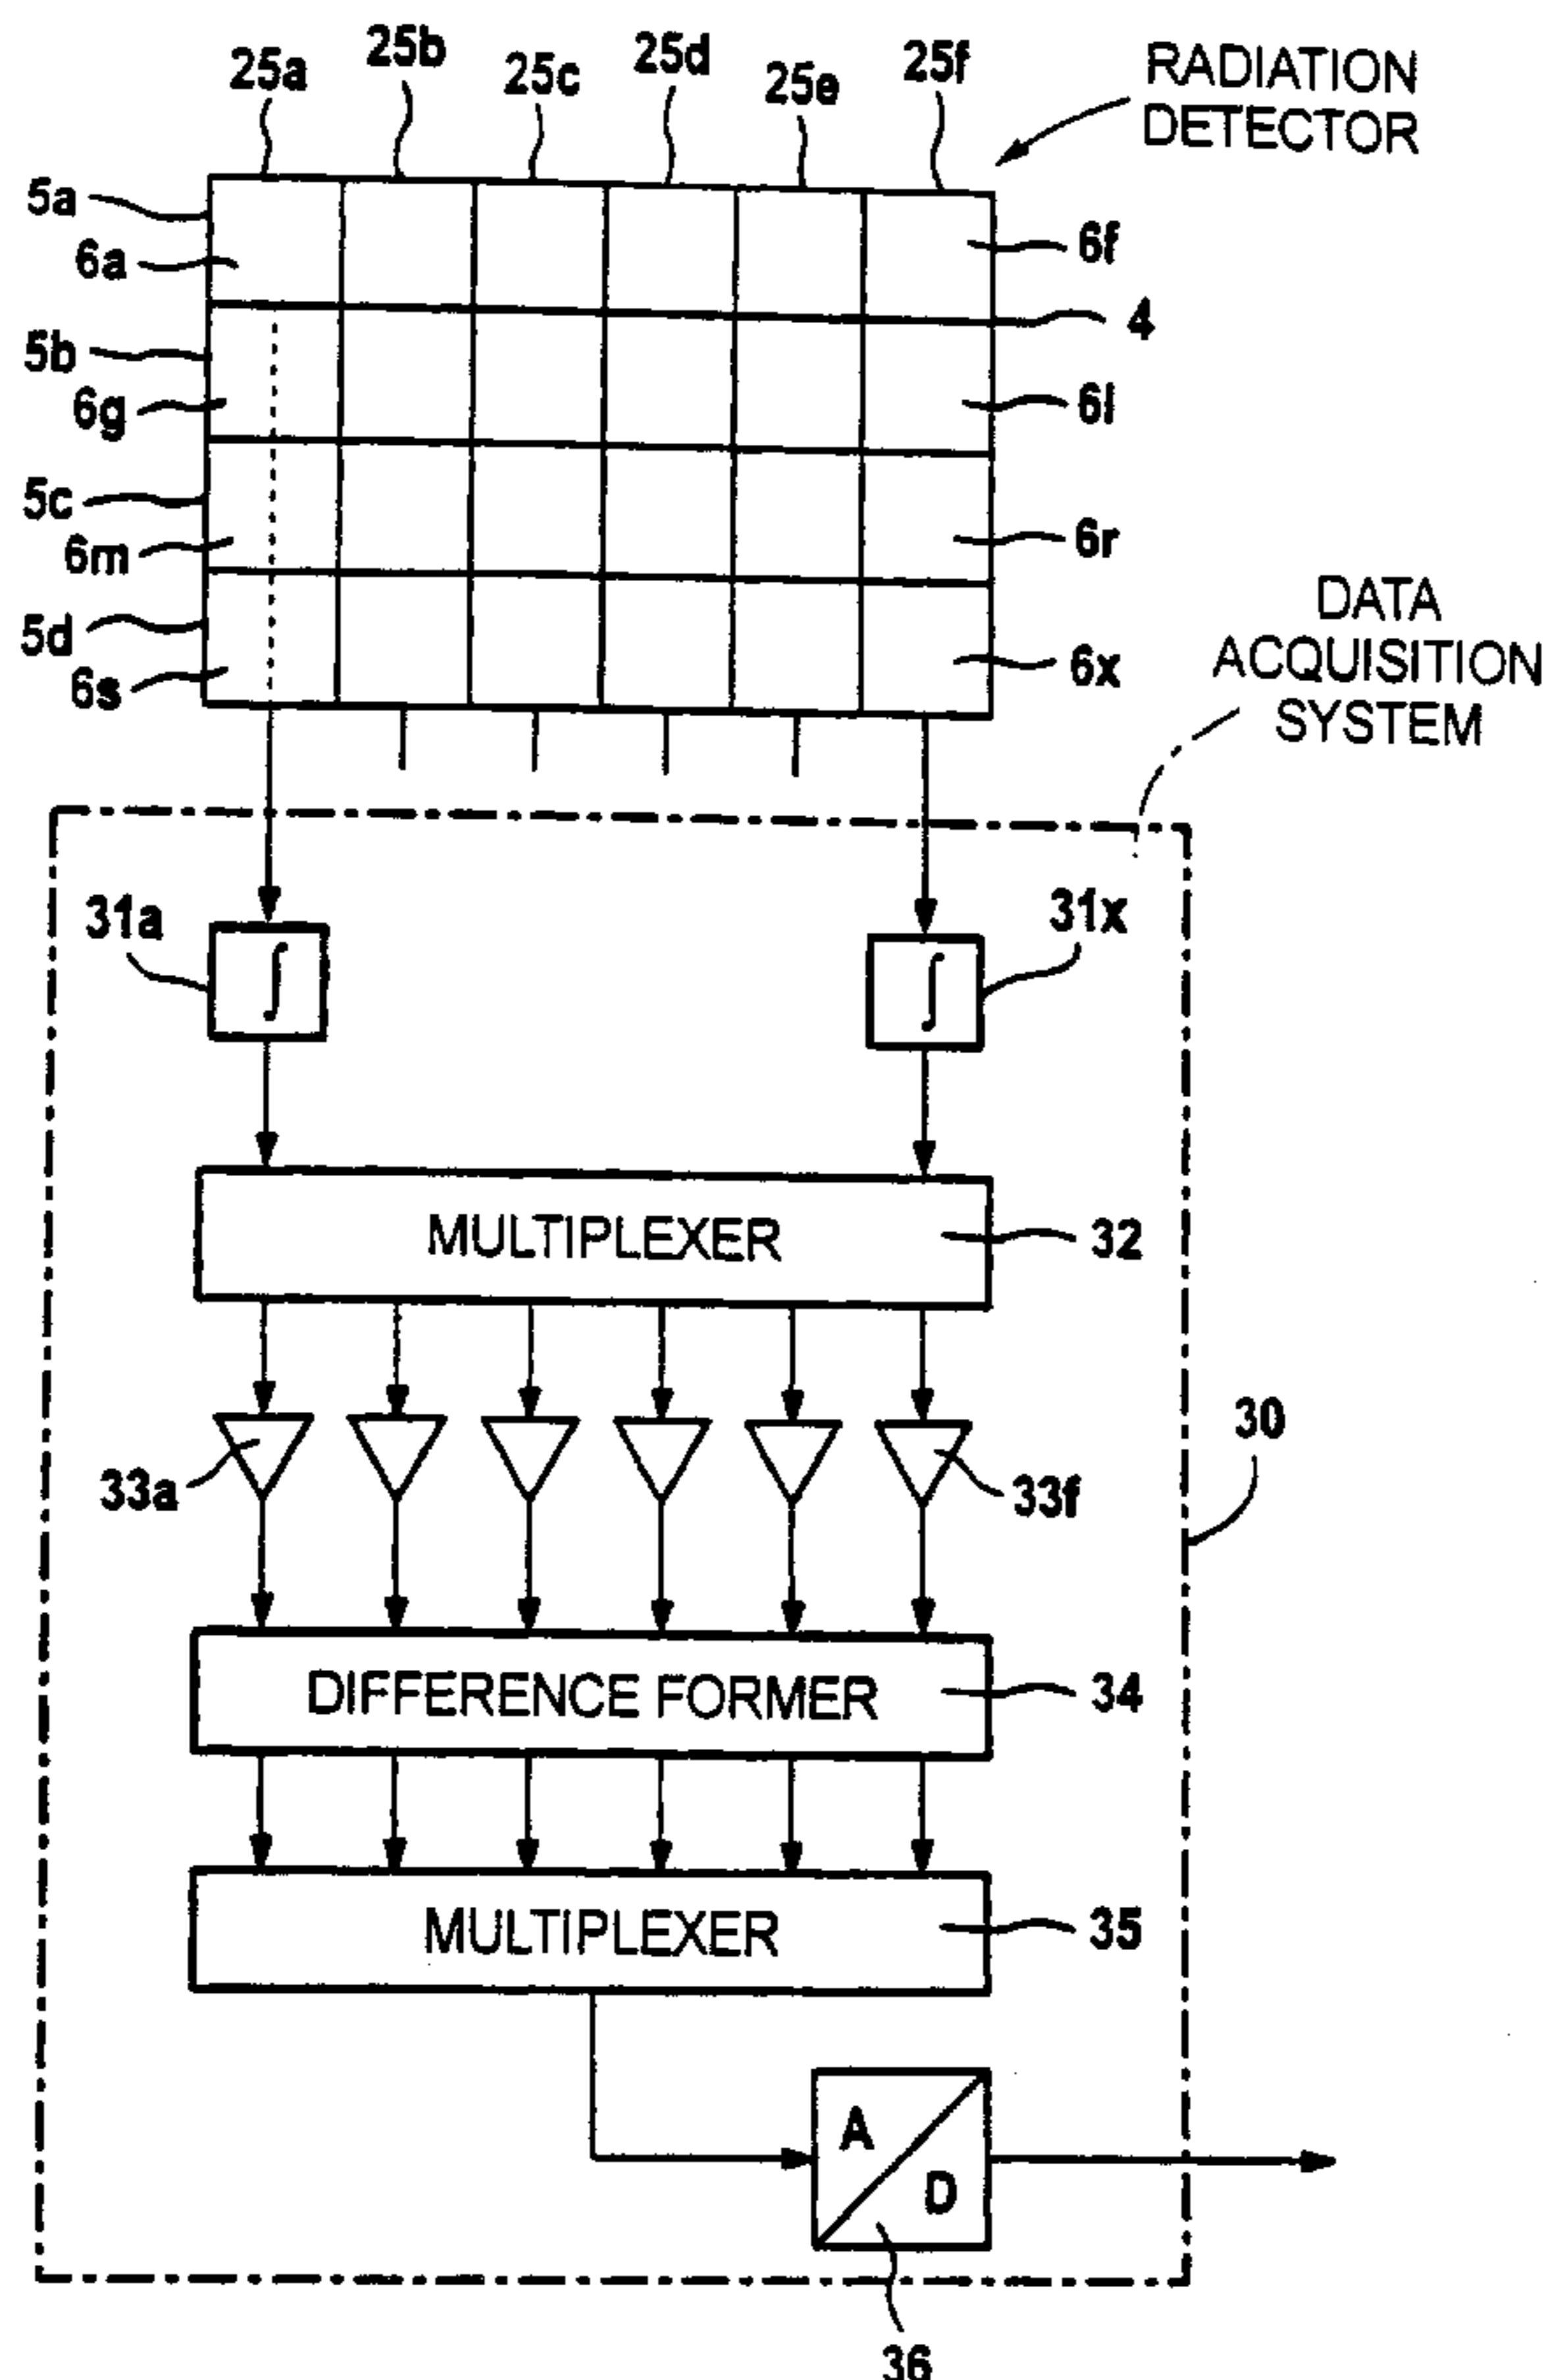 25a
25b
25c
25d
25e
25f
RADIATION
DETECTOR
5a
6a
6f
4
5b
6g
6l
5c
6m
6r
5d
6s
6x
DATA
ACQUISITION
SYSTEM
31a
∫
∫
31x
MULTIPLEXER
32
33a
33f
30
DIFFERENCE FORMER
34
MULTIPLEXER
35
A
D
36